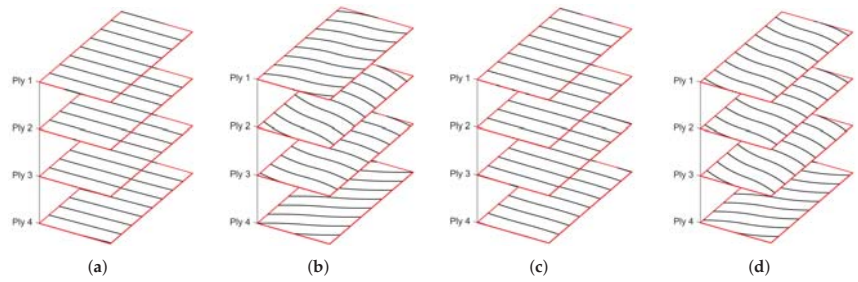 Ply 1 Ply 1 Ply 1 Ply 1
Ply 2 Ply 2 Ply 2 Ply 2
Ply 3 Ply 3 Ply 3 Ply 3
Ply 4 Ply 4 Ply 4 Ply 4
(a) (b) (c) (d)